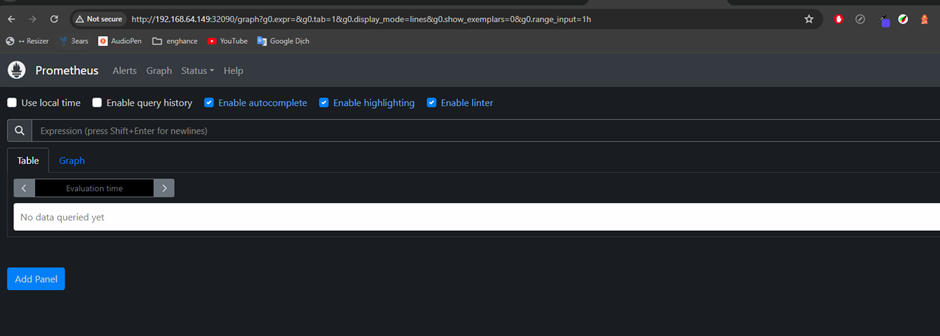 Not secure http://192.168.64.149:32090/graph?g0.expr=&g0.tab=1&g0.display_mode=lines&g0.show_exemplars=0&g0.range_input=1h
↔ Resizer 3ears AudioPen enghance YouTube Google Dịch
Prometheus Alerts Graph Status Help
Use local time Enable query history Enable autocomplete Enable highlighting Enable linter
Expression (press Shift+Enter for newlines)
Table Graph
Evaluation time
No data queried yet
Add Panel